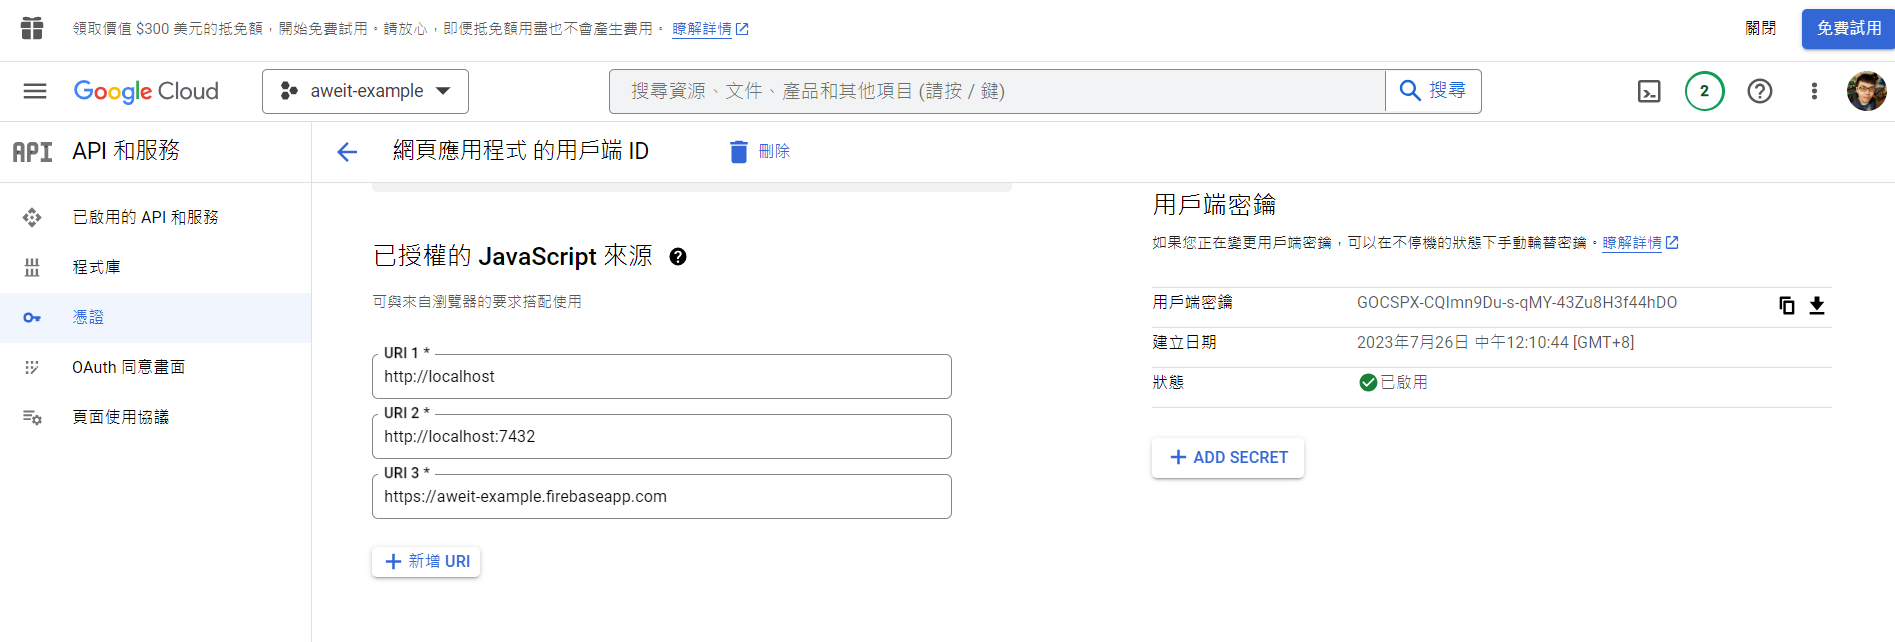 領取價值 $300 美元的抵免額，開始免費試用。請放心，即便抵免額用盡也不會產生費用。 瞭解詳情
關閉
免費試用
Google Cloud
aweit-example
搜尋資源、文件、產品和其他項目 (請按 / 鍵)
搜尋
2
API
API 和服務
網頁應用程式 的用戶端 ID
刪除
已啟用的 API 和服務
程式庫
憑證
OAuth 同意畫面
頁面使用協議
已授權的 JavaScript 來源
可與來自瀏覽器的要求搭配使用
URI 1 *
http://localhost
URI 2 *
http://localhost:7432
URI 3 *
https://aweit-example.firebaseapp.com
新增 URI
用戶端密鑰
如果您正在變更用戶端密鑰，可以在不停機的狀態下手動輪替密鑰。瞭解詳情
用戶端密鑰 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
建立日期 2023年7月26日 中午12:10:44 [GMT+8]
狀態 已啟用
ADD SECRET